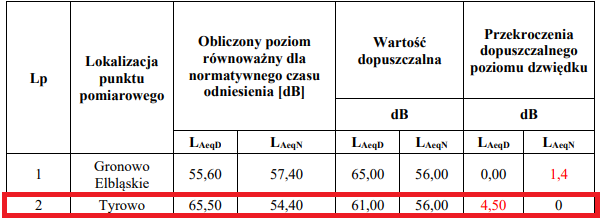 Lp
Lokalizacja
punktu
pomiarowego
Obliczony poziom
równoważny dla
normatywnego czasu
odniesienia [dB]
Wartość
dopuszczalna
Przekroczenia
dopuszczalnego
poziomu dzwiędku
dB dB
LAeqD LAeqN LAeqD LAeqN LAeqD LAeqN
1 Gronowo Elbląskie 55,60 57,40 65,00 56,00 0,00 1,4
2 Tyrowo 65,50 54,40 61,00 56,00 4,50 0